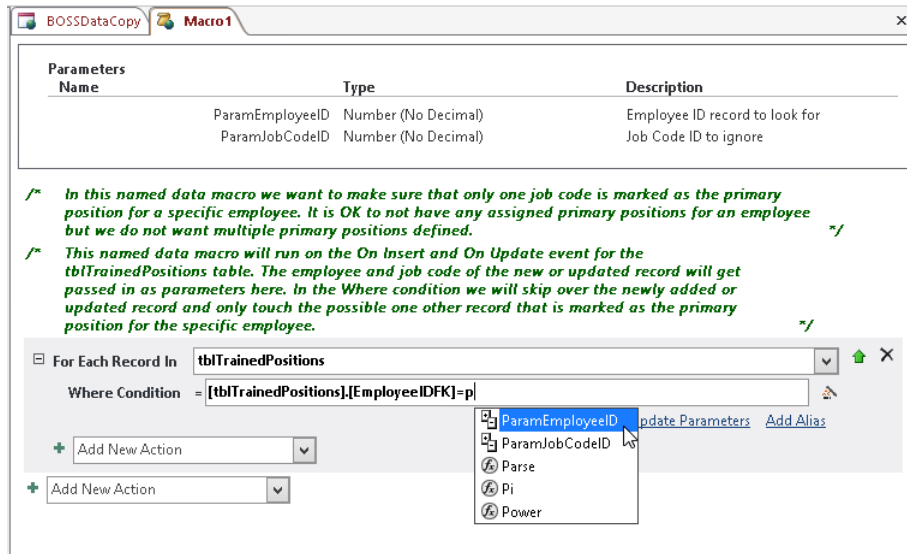 BOSSDataCopy Macro1
Parameters
Name Type Description
ParamEmployeeID Number (No Decimal) Employee ID record to look for
ParamJobCodeID Number (No Decimal) Job Code ID to ignore
/* In this named data macro we want to make sure that only one job code is marked as the primary
position for a specific employee. It is OK to not have any assigned primary positions for an employee
but we do not want multiple primary positions defined. */
/* This named data macro will run on the On Insert and On Update event for the
tblTrainedPositions table. The employee and job code of the new or updated record will get
passed in as parameters here. In the Where condition we will skip over the newly added or
updated record and only touch the possible one other record that is marked as the primary
position for the specific employee. */
For Each Record In tblTrainedPositions
Where Condition = [tblTrainedPositions].[EmployeeIDFK]=p
ParamEmployeeID pdate Parameters Add Alias
Add New Action ParamJobCodeID
Parse
Add New Action Pi
Power